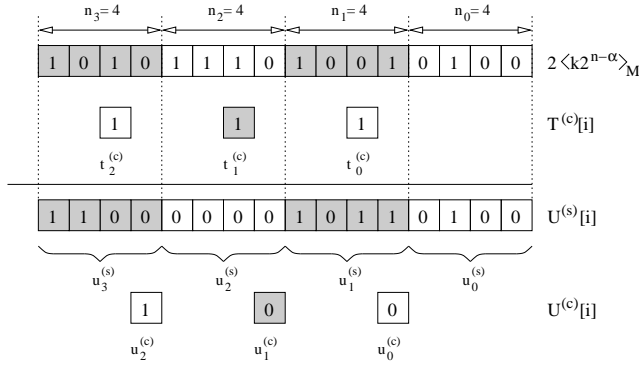 n₃= 4 n₂= 4 n₁= 4 n₀= 4
1 0 1 0 1 1 1 0 1 0 0 1 0 1 0 0 2 ⟨k2ⁿ⁻ᵅ⟩_M
1 1 1 T⁽ᶜ⁾[i]
t₂⁽ᶜ⁾ t₁⁽ᶜ⁾ t₀⁽ᶜ⁾
1 1 0 0 0 0 0 0 1 0 1 1 0 1 0 0 U⁽ˢ⁾[i]
u₃⁽ˢ⁾ u₂⁽ˢ⁾ u₁⁽ˢ⁾ u₀⁽ˢ⁾
1 0 0 U⁽ᶜ⁾[i]
u₂⁽ᶜ⁾ u₁⁽ᶜ⁾ u₀⁽ᶜ⁾